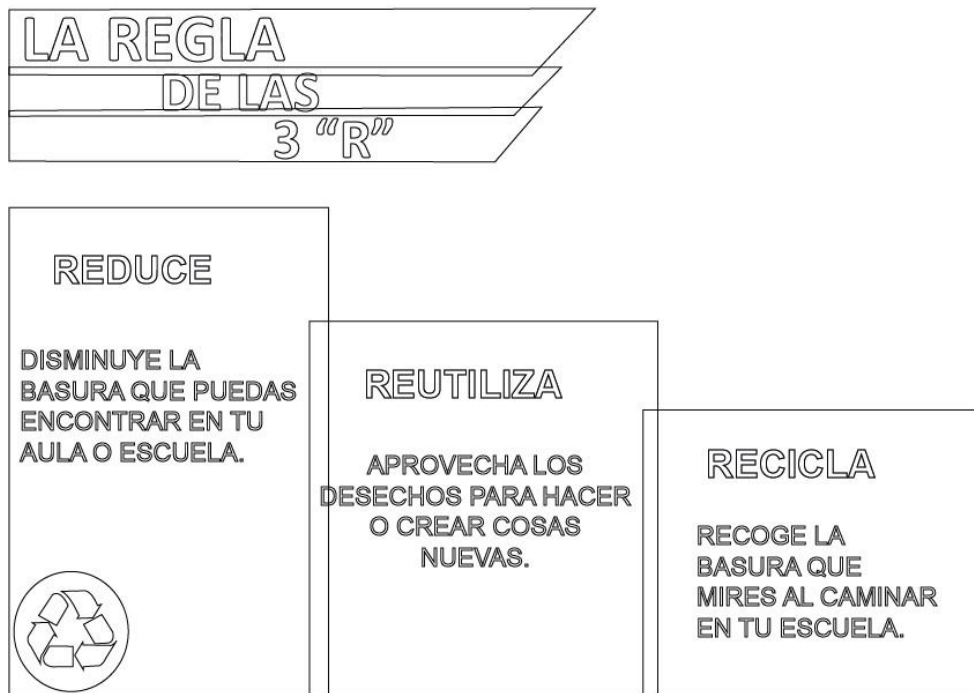 LA REGLA
DE LAS
3 “R”
REDUCE
DISMINUYE LA
BASURA QUE PUEDAS
ENCONTRAR EN TU
AULA O ESCUELA.
REUTILIZA
APROVECHA LOS
DESECHOS PARA HACER
O CREAR COSAS
NUEVAS.
RECICLA
RECOGE LA
BASURA QUE
MIRES AL CAMINAR
EN TU ESCUELA.